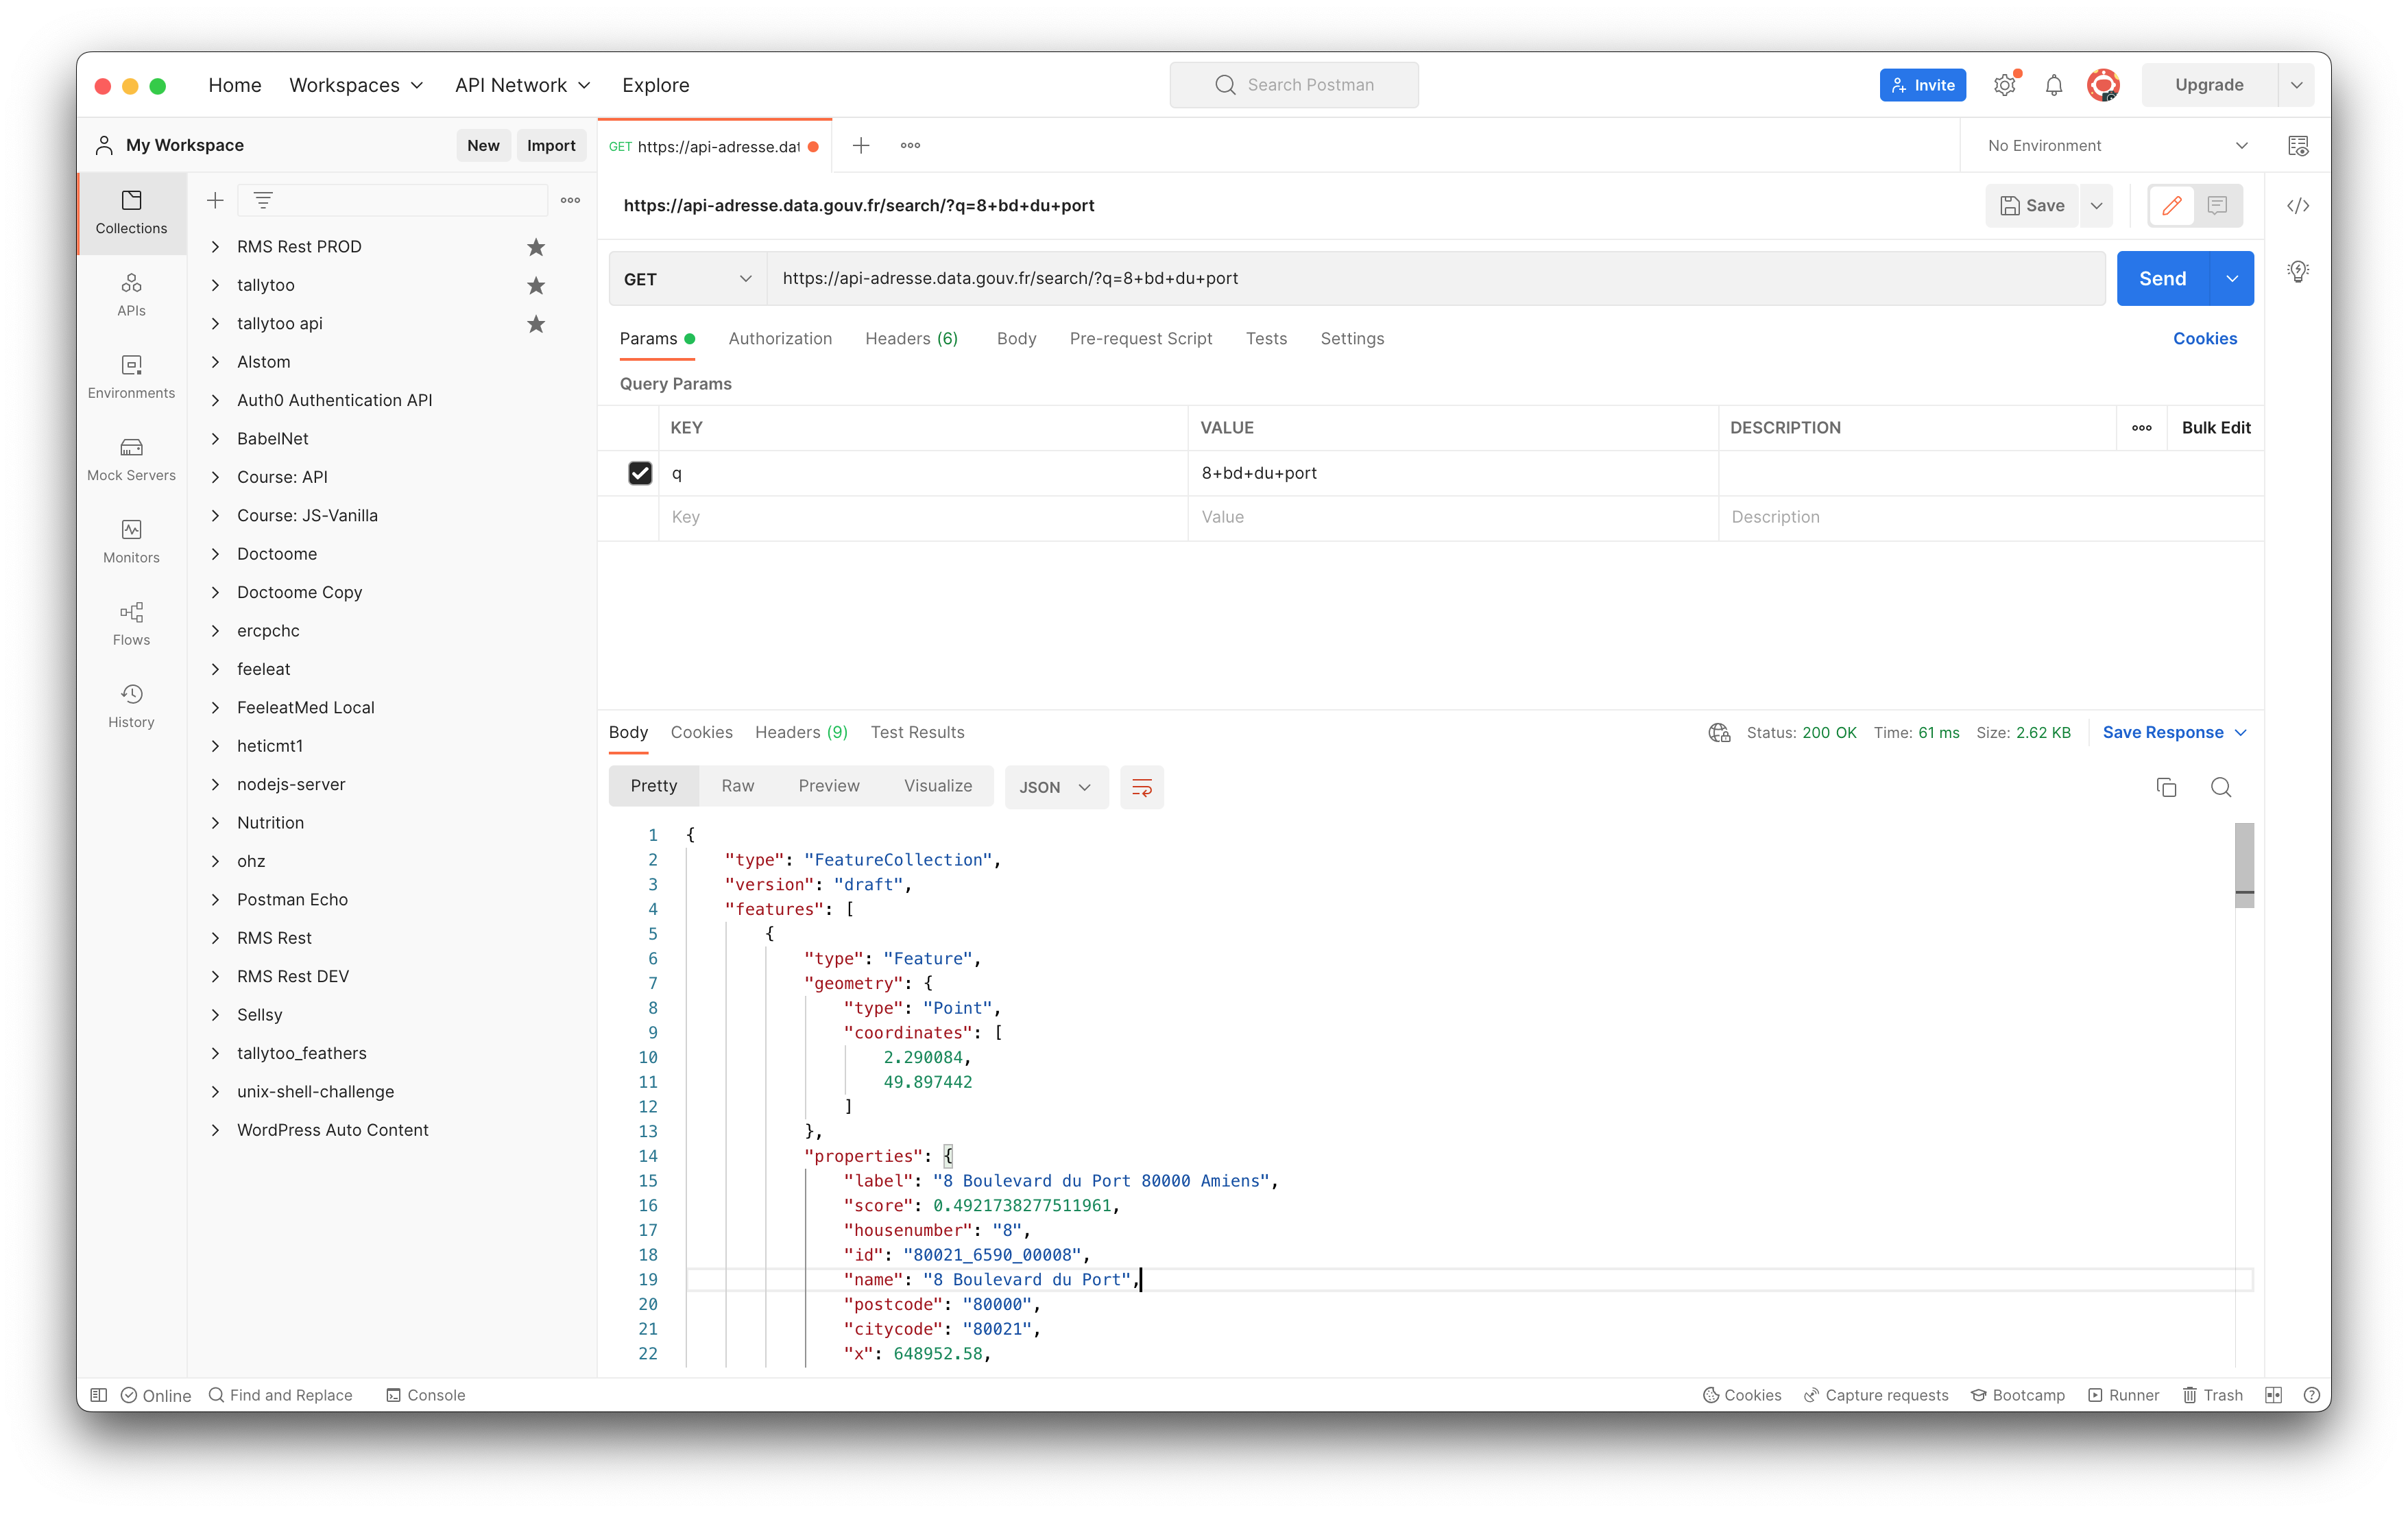 Home Workspaces API Network Explore Search Postman Invite Upgrade
My Workspace New Import GET https://api-adresse.dat No Environment
Collections
APIs
Environments
Mock Servers
Monitors
Flows
History
RMS Rest PROD
tallytoo
tallytoo api
Alstom
Auth0 Authentication API
BabelNet
Course: API
Course: JS-Vanilla
Doctoome
Doctoome Copy
ercpchc
feeleat
FeeleatMed Local
heticmt1
nodejs-server
Nutrition
ohz
Postman Echo
RMS Rest
RMS Rest DEV
Sellsy
tallytoo_feathers
unix-shell-challenge
WordPress Auto Content
https://api-adresse.data.gouv.fr/search/?q=8+bd+du+port Save
GET https://api-adresse.data.gouv.fr/search/?q=8+bd+du+port Send
Params Authorization Headers (6) Body Pre-request Script Tests Settings Cookies
Query Params
KEY VALUE DESCRIPTION Bulk Edit
q 8+bd+du+port
Key Value Description
Body Cookies Headers (9) Test Results Status: 200 OK Time: 61 ms Size: 2.62 KB Save Response
Pretty Raw Preview Visualize JSON
1 {
2 "type": "FeatureCollection",
3 "version": "draft",
4 "features": [
5 {
6 "type": "Feature",
7 "geometry": {
8 "type": "Point",
9 "coordinates": [
10 2.290084,
11 49.897442
12 ]
13 },
14 "properties": {
15 "label": "8 Boulevard du Port 80000 Amiens",
16 "score": 0.4921738277511961,
17 "housenumber": "8",
18 "id": "80021_6590_00008",
19 "name": "8 Boulevard du Port",
20 "postcode": "80000",
21 "citycode": "80021",
22 "x": 648952.58,
Online Find and Replace Console Cookies Capture requests Bootcamp Runner Trash